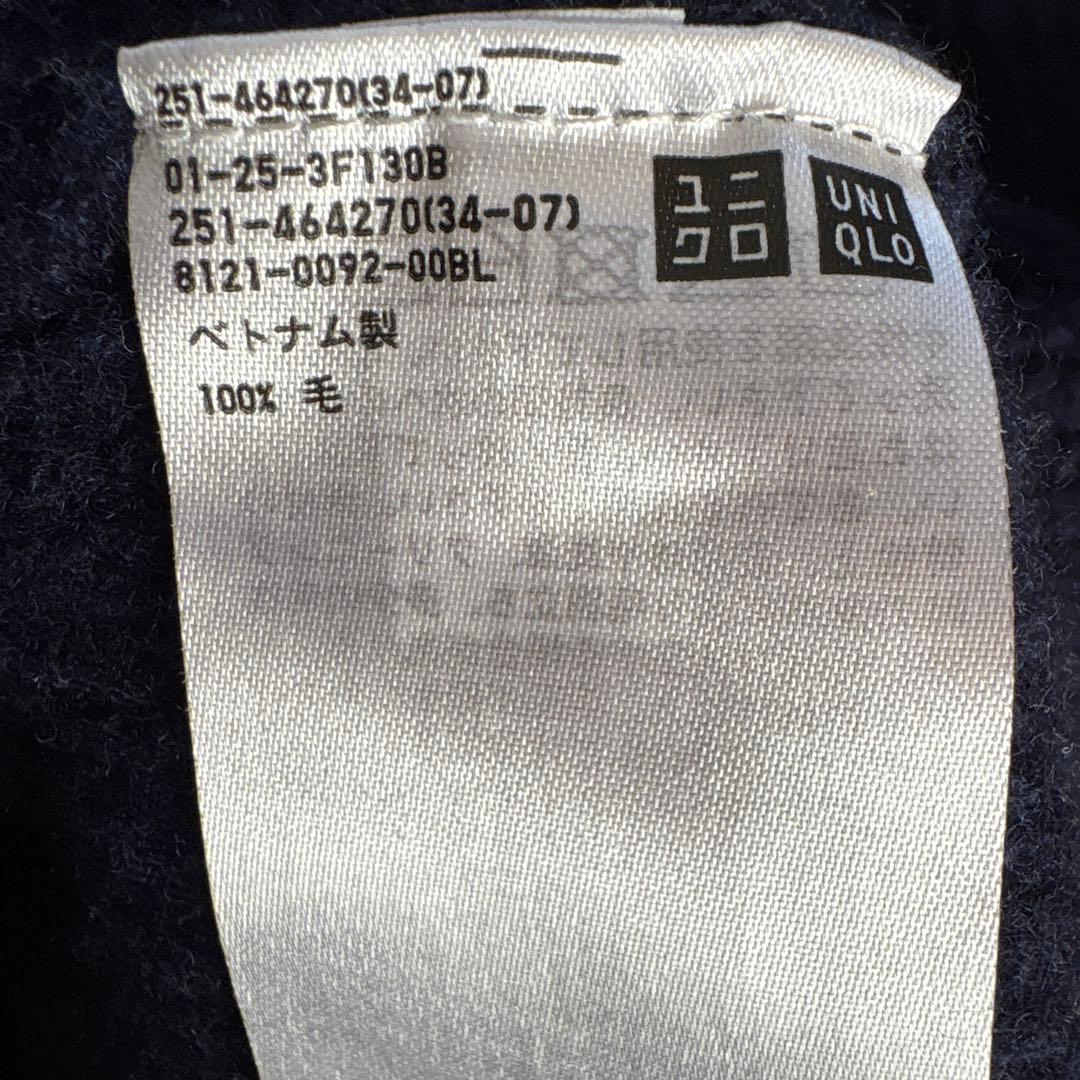 251-464270(34-07)
01-25-3F130B
251-464270(34-07)
8121-0092-00BL
ベトナム製
100% 毛
ユニ
クロ
UNI
QLO